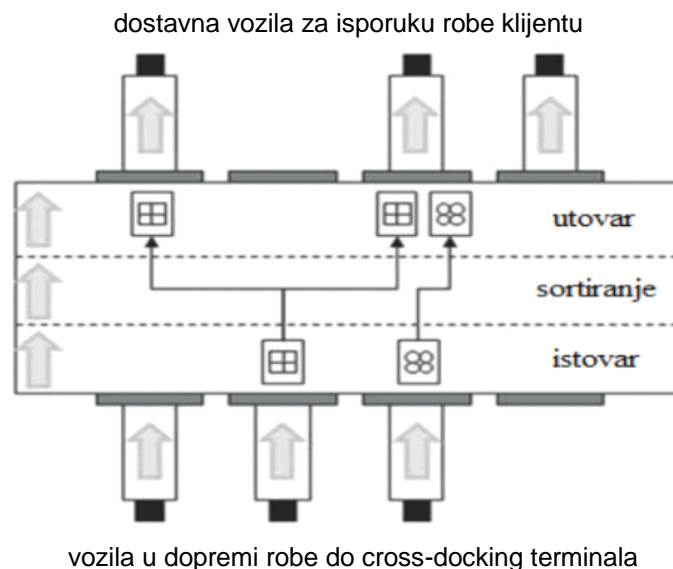 dostavna vozila za isporuku robe klijentu
utovar
sortiranje
istovar
vozila u dopremi robe do cross-docking terminala